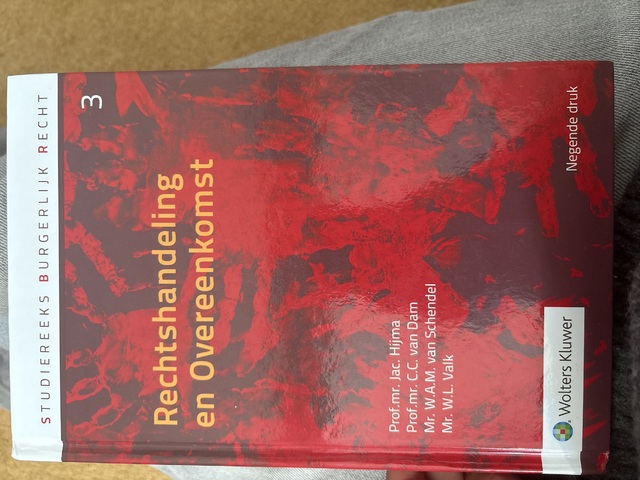 STUDIEREEKS BURGERLIJK RECHT
3
Rechtshandeling
en Overeenkomst
Prof.mr. Jac. Hijma
Prof.mr. C.C. van Dam
Mr. W.A.M. van Schendel
Mr. W.L. Valk
Negende druk
Wolters Kluwer